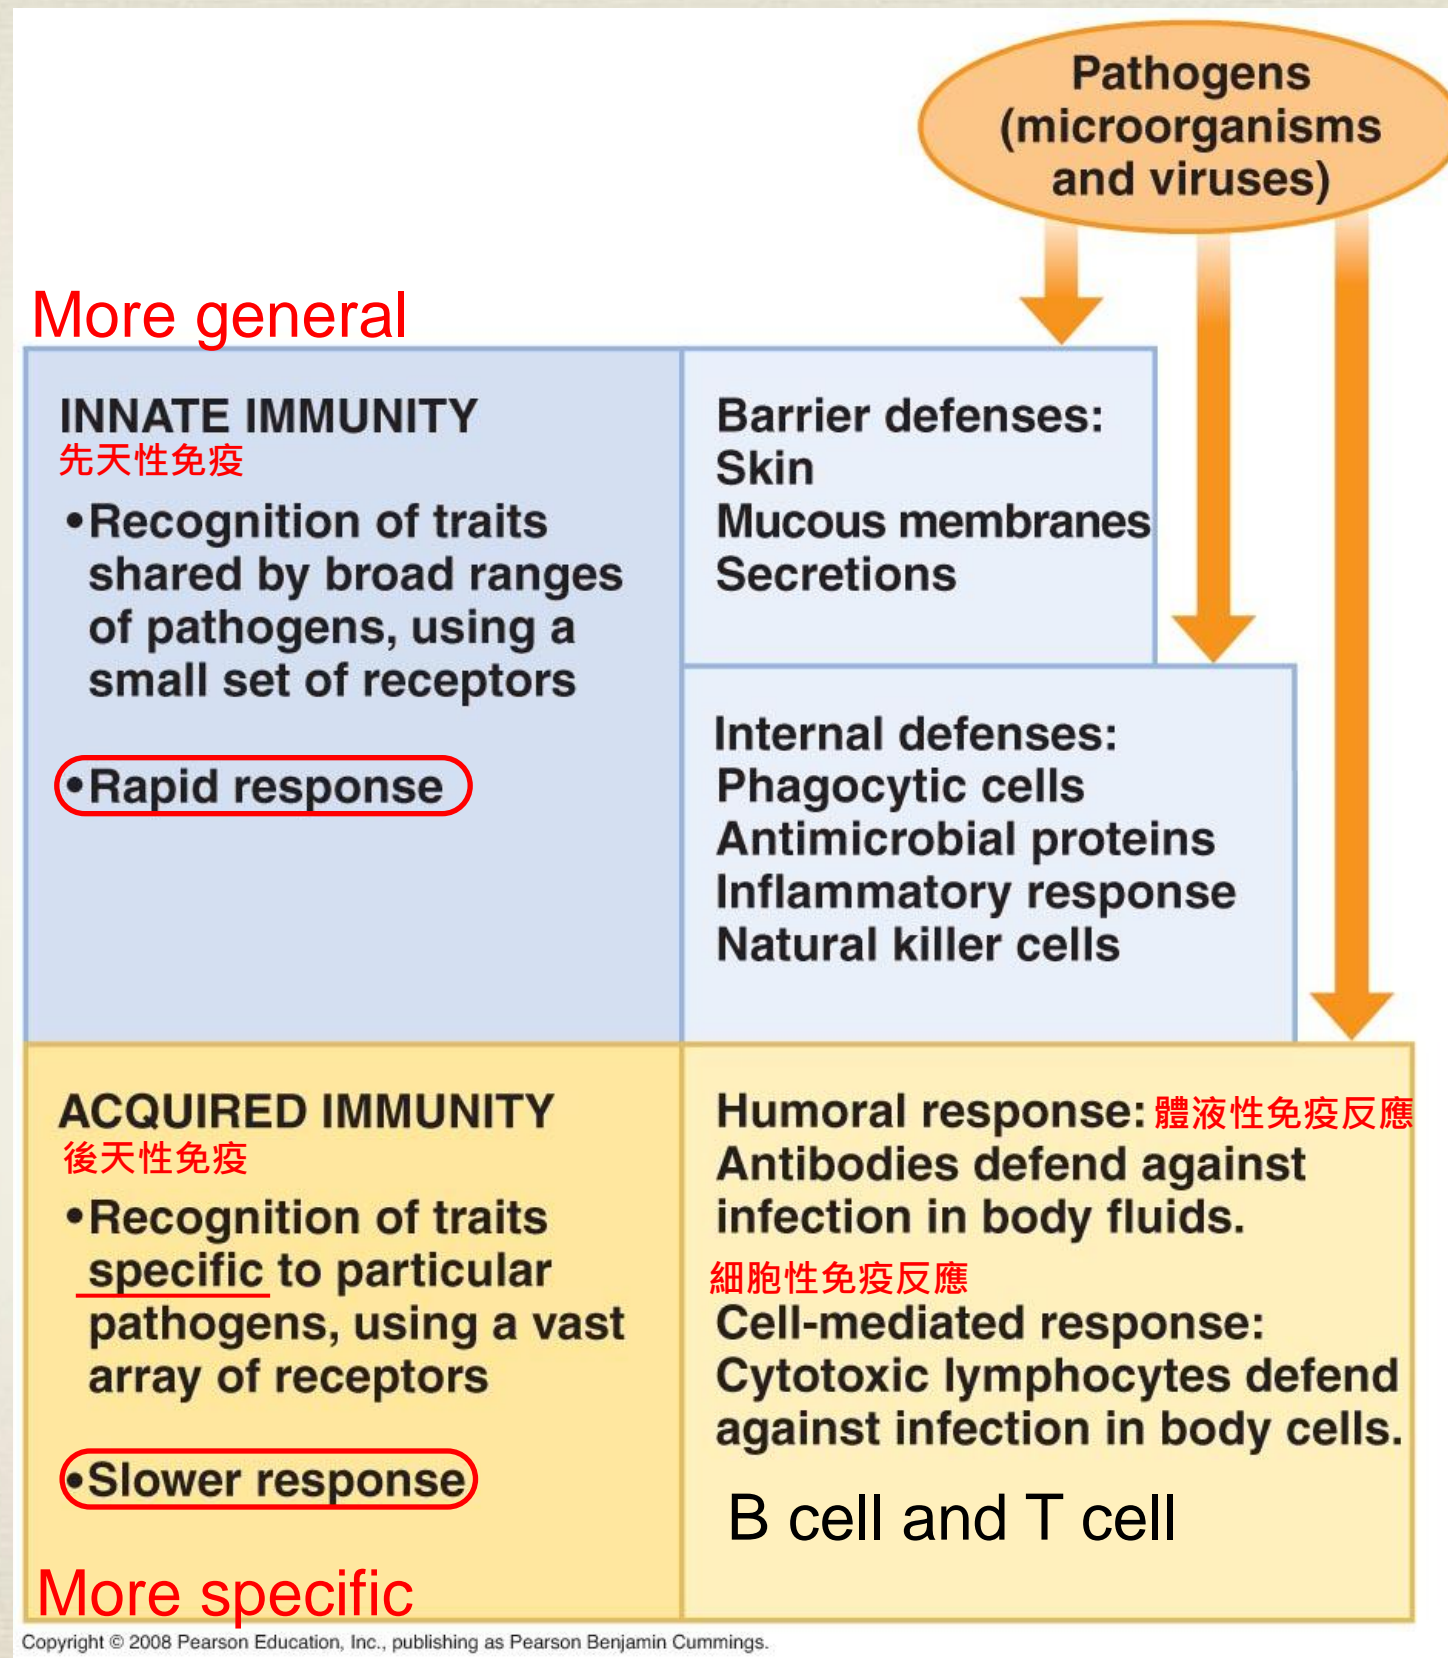 Pathogens
(microorganisms
and viruses)
More general
INNATE IMMUNITY
先天性免疫
•Recognition of traits
shared by broad ranges
of pathogens, using a
small set of receptors
•Rapid response
Barrier defenses:
Skin
Mucous membranes
Secretions
Internal defenses:
Phagocytic cells
Antimicrobial proteins
Inflammatory response
Natural killer cells
ACQUIRED IMMUNITY
後天性免疫
•Recognition of traits
specific to particular
pathogens, using a vast
array of receptors
•Slower response
More specific
Humoral response: 體液性免疫反應
Antibodies defend against
infection in body fluids.
細胞性免疫反應
Cell-mediated response:
Cytotoxic lymphocytes defend
against infection in body cells.
B cell and T cell
Copyright © 2008 Pearson Education, Inc., publishing as Pearson Benjamin Cummings.